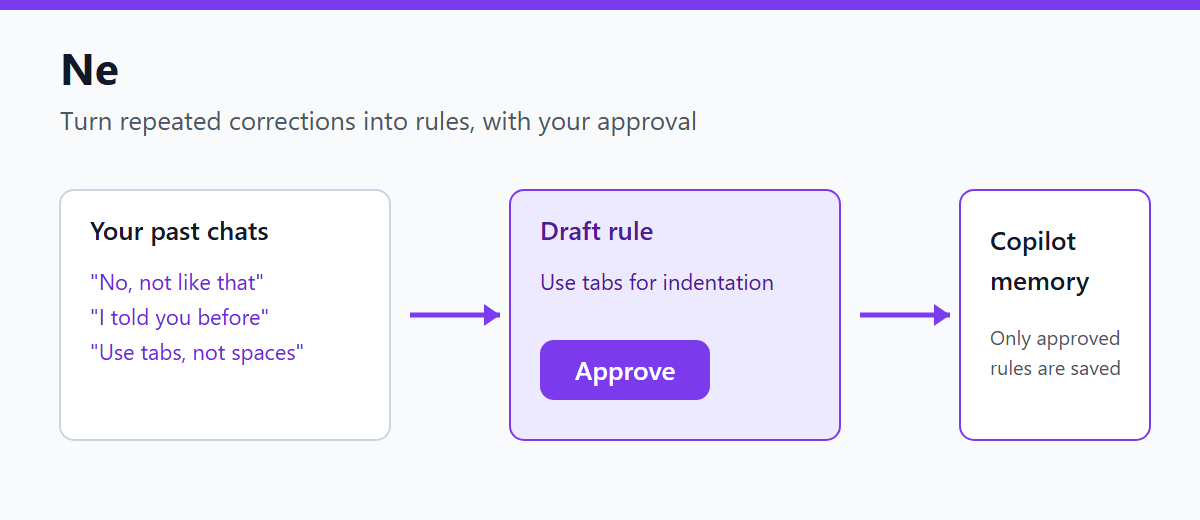 Ne
Turn repeated corrections into rules, with your approval
Your past chats
"No, not like that"
"I told you before"
"Use tabs, not spaces"
Draft rule
Use tabs for indentation
Approve
Copilot
memory
Only approved
rules are saved